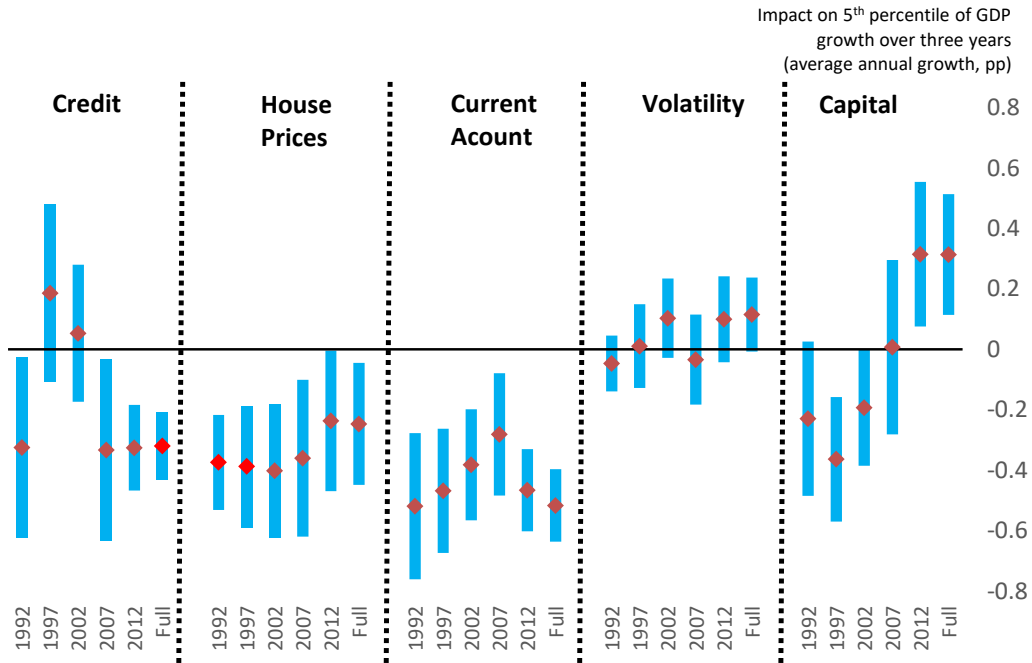 Impact on 5th percentile of GDP
growth over three years
(average annual growth, pp)
Credit
House
Prices
Current
Acount
Volatility
Capital
0.8
0.6
0.4
0.2
0
-0.2
-0.4
-0.6
-0.8
1992
1997
2002
2007
2012
Full
1992
1997
2002
2007
2012
Full
1992
1997
2002
2007
2012
Full
1992
1997
2002
2007
2012
Full
1992
1997
2002
2007
2012
Full